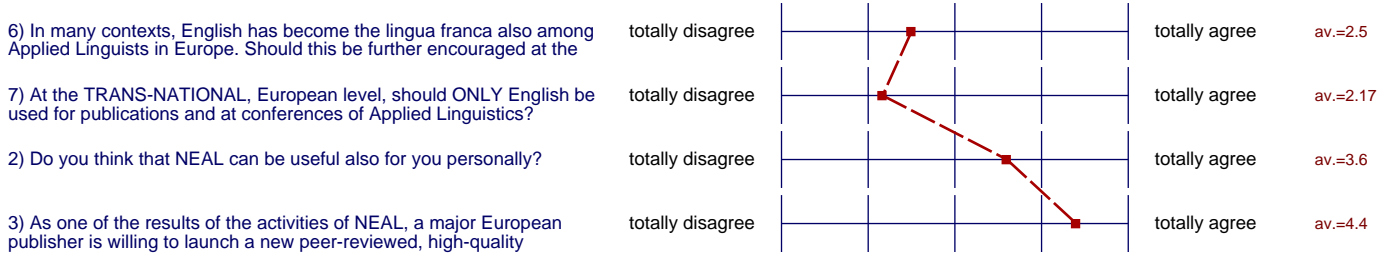 6) In many contexts, English has become the lingua franca also among
Applied Linguists in Europe. Should this be further encouraged at the
totally disagree
totally agree
av.=2.5
7) At the TRANS-NATIONAL, European level, should ONLY English be
used for publications and at conferences of Applied Linguistics?
totally disagree
totally agree
av.=2.17
2) Do you think that NEAL can be useful also for you personally?
totally disagree
totally agree
av.=3.6
3) As one of the results of the activities of NEAL, a major European
publisher is willing to launch a new peer-reviewed, high-quality
totally disagree
totally agree
av.=4.4